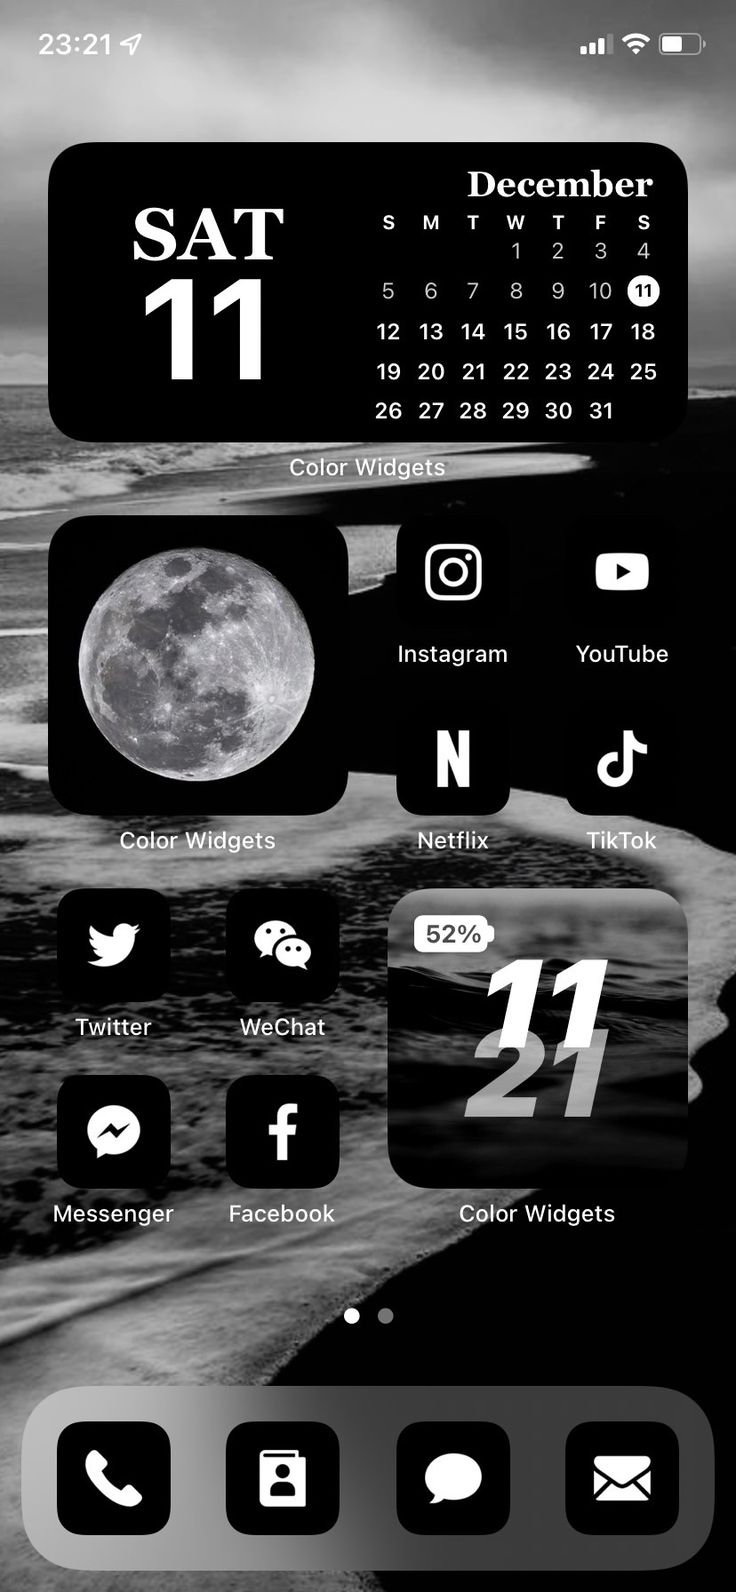 23:21
SAT
11
December
S M T W T F S
1 2 3 4
5 6 7 8 9 10 11
12 13 14 15 16 17 18
19 20 21 22 23 24 25
26 27 28 29 30 31
Color Widgets
Instagram YouTube
N
Netflix TikTok
Color Widgets
52%
11
21
Twitter WeChat
Messenger Facebook
Color Widgets